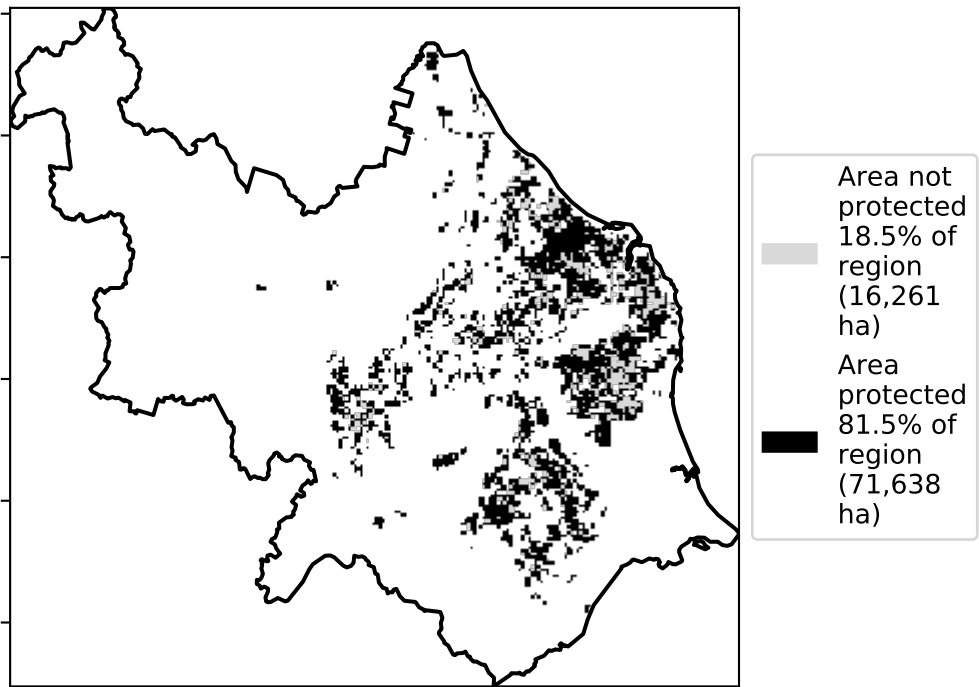 Area not
protected
18.5% of
region
(16,261
ha)
Area
protected
81.5% of
region
(71,638
ha)